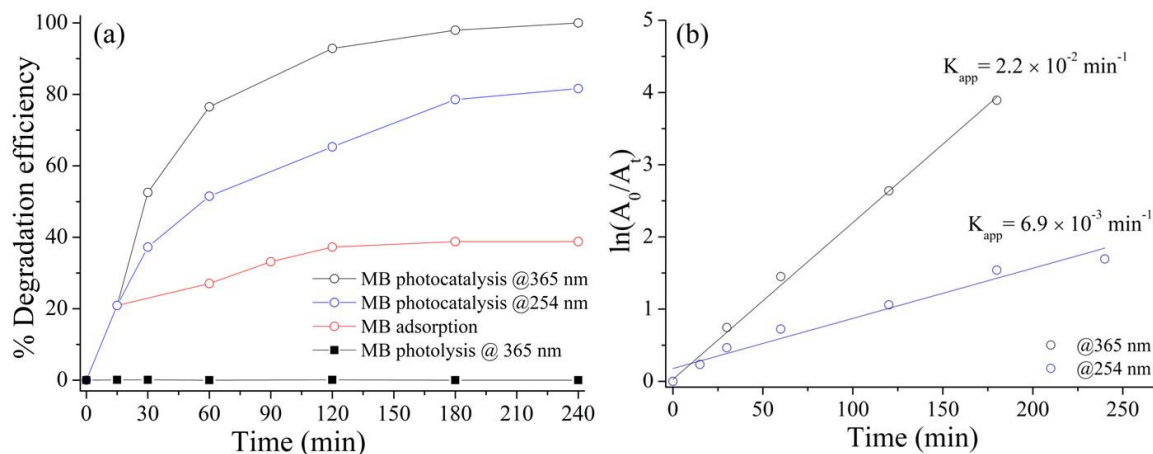 (a)
% Degradation efficiency
100
80
60
40
20
0
MB photocatalysis @365 nm
MB photocatalysis @254 nm
MB adsorption
MB photolysis @ 365 nm
0 30 60 90 120 150 180 210 240
Time (min)
(b)
ln(A₀/Aₜ)
5
4
3
2
1
0
Kₐₚₚ= 2.2 × 10⁻² min⁻¹
Kₐₚₚ = 6.9 × 10⁻³ min⁻¹
@365 nm
@254 nm
0 50 100 150 200 250
Time (min)